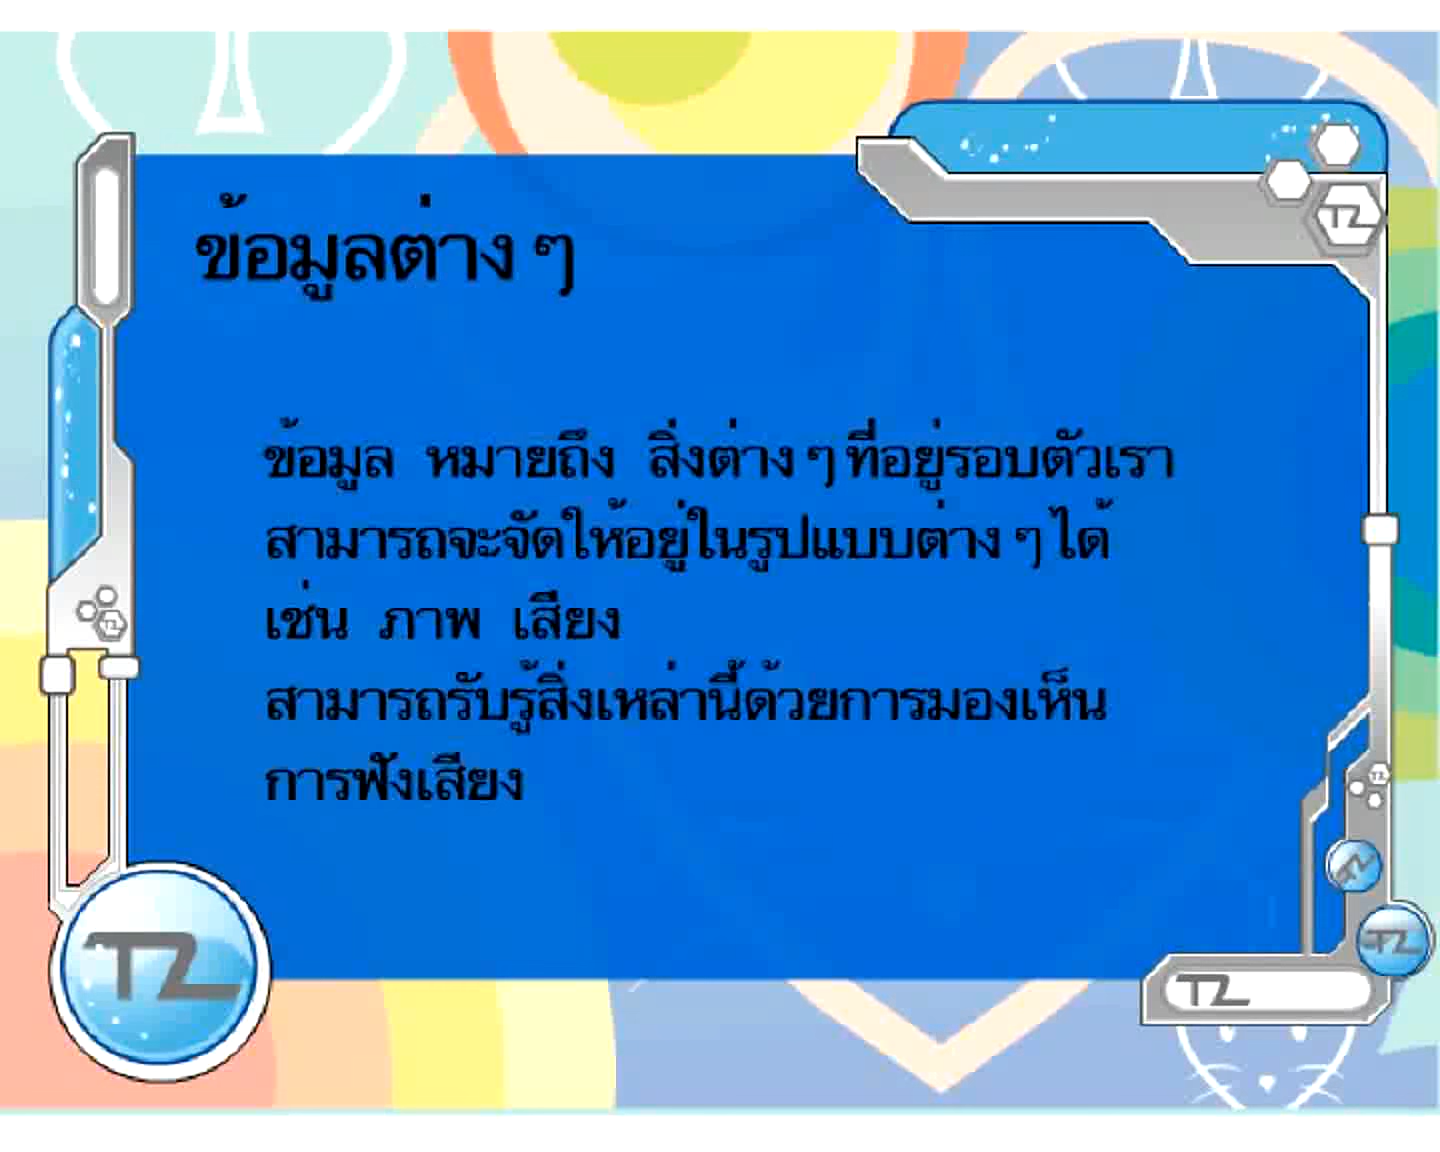 ข้อมูลต่าง ๆ
ข้อมูล หมายถึง สิ่งต่าง ๆ ที่อยู่รอบตัวเรา
สามารถจะจัดให้อยู่ในรูปแบบต่าง ๆ ได้
เช่น ภาพ เสียง
สามารถรับรู้สิ่งเหล่านี้ด้วยการมองเห็น
การฟังเสียง
TZ
TZ
TZ
TZ
TZ
TZ